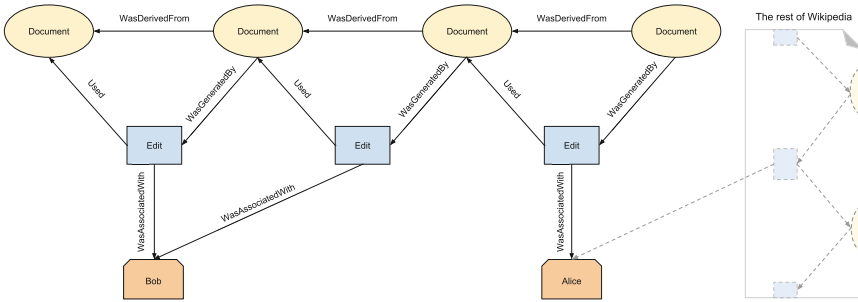 WasDerivedFrom
WasDerivedFrom
WasDerivedFrom
The rest of Wikipedia
Document
Document
Document
Document
Used
WasGeneratedBy
Used
WasGeneratedBy
Used
WasGeneratedBy
Edit
Edit
Edit
WasAssociatedWith
WasAssociatedWith
WasAssociatedWith
Bob
Alice